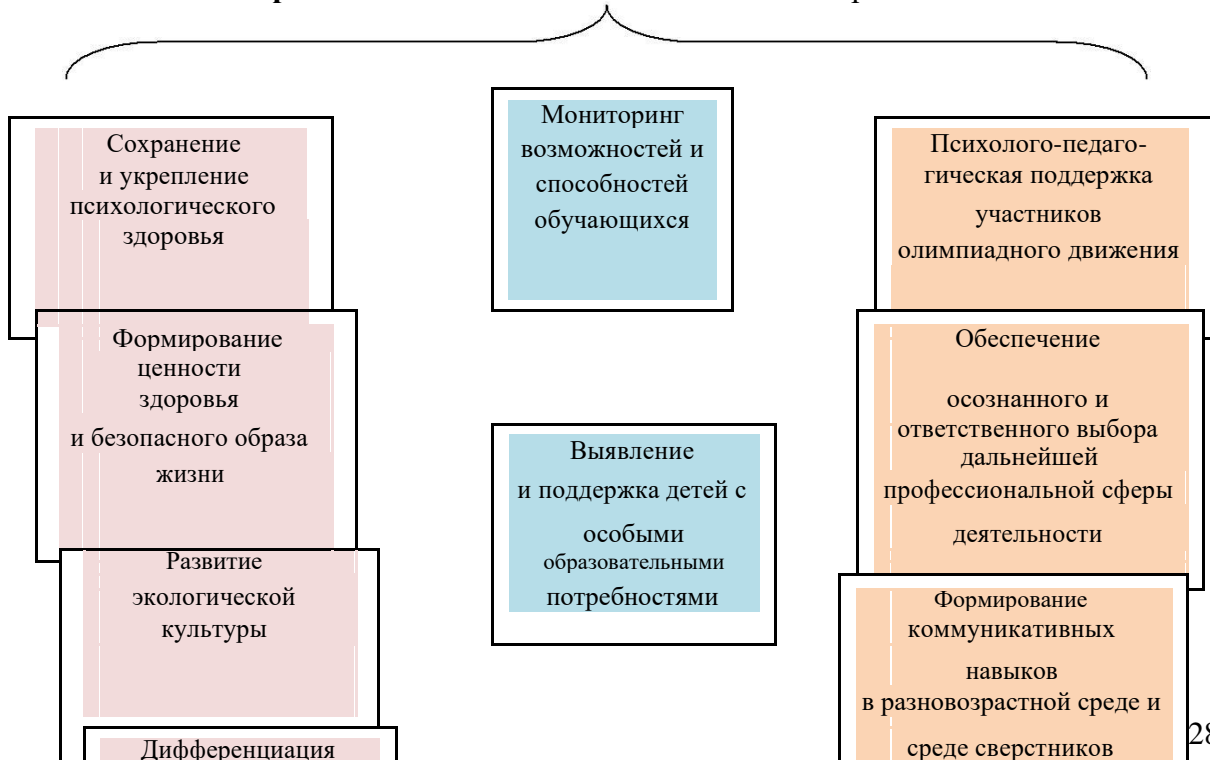 Сохранение
и укрепление
психологического
здоровья
Формирование
ценности
здоровья
и безопасного образа
жизни
Развитие
экологической
культуры
Дифференциация
Мониторинг
возможностей и
способностей
обучающихся
Выявление
и поддержка детей с
особыми
образовательными
потребностями
Психолого-педаго-
гическая поддержка
участников
олимпиадного движения
Обеспечение
осознанного и
ответственного выбора
дальнейшей
профессиональной сферы
деятельности
Формирование
коммуникативных
навыков
в разновозрастной среде и
среде сверстников
28